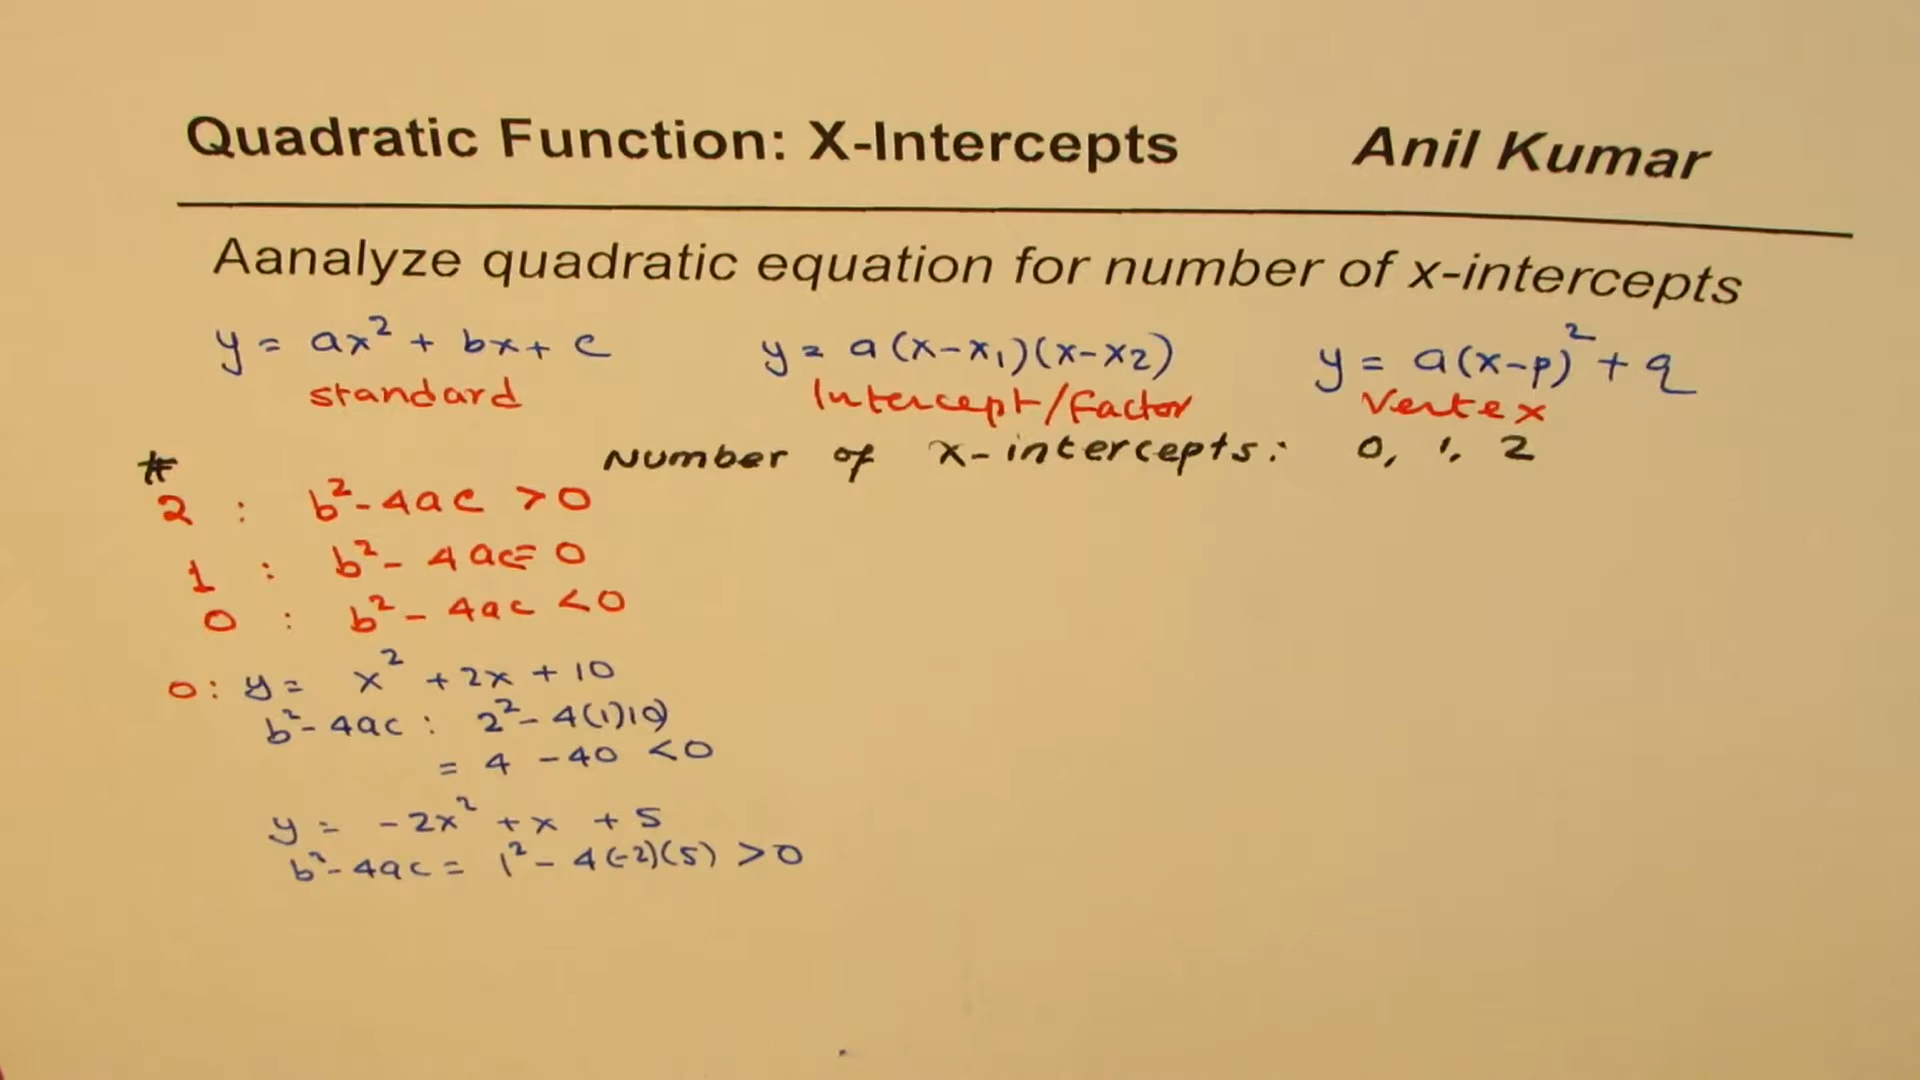 Quadratic Function: X-Intercepts Anil Kumar
Aanalyze quadratic equation for number of x-intercepts
y = ax² + bx + c y = a(x-x₁)(x-x₂) y = a(x-p)² + q
standard Intercept/Factor Vertex
# Number of x-intercepts: 0, 1, 2
2 : b² - 4ac > 0
1 : b² - 4ac = 0
0 : b² - 4ac < 0
0 : y = x² + 2x + 10
b² - 4ac : 2² - 4(1)10)
= 4 - 40 < 0
y = -2x² + x + 5
b² - 4ac = 1² - 4(-2)(5) > 0